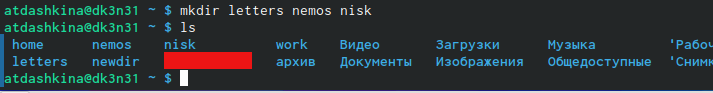 atdashkina@dk3n31 ~ $ mkdir letters nemos nisk
atdashkina@dk3n31 ~ $ ls
home nemos nisk work Видео Загрузки Музыка 'Рабоч
letters newdir архив Документы Изображения Общедоступные 'Снимк
atdashkina@dk3n31 ~ $